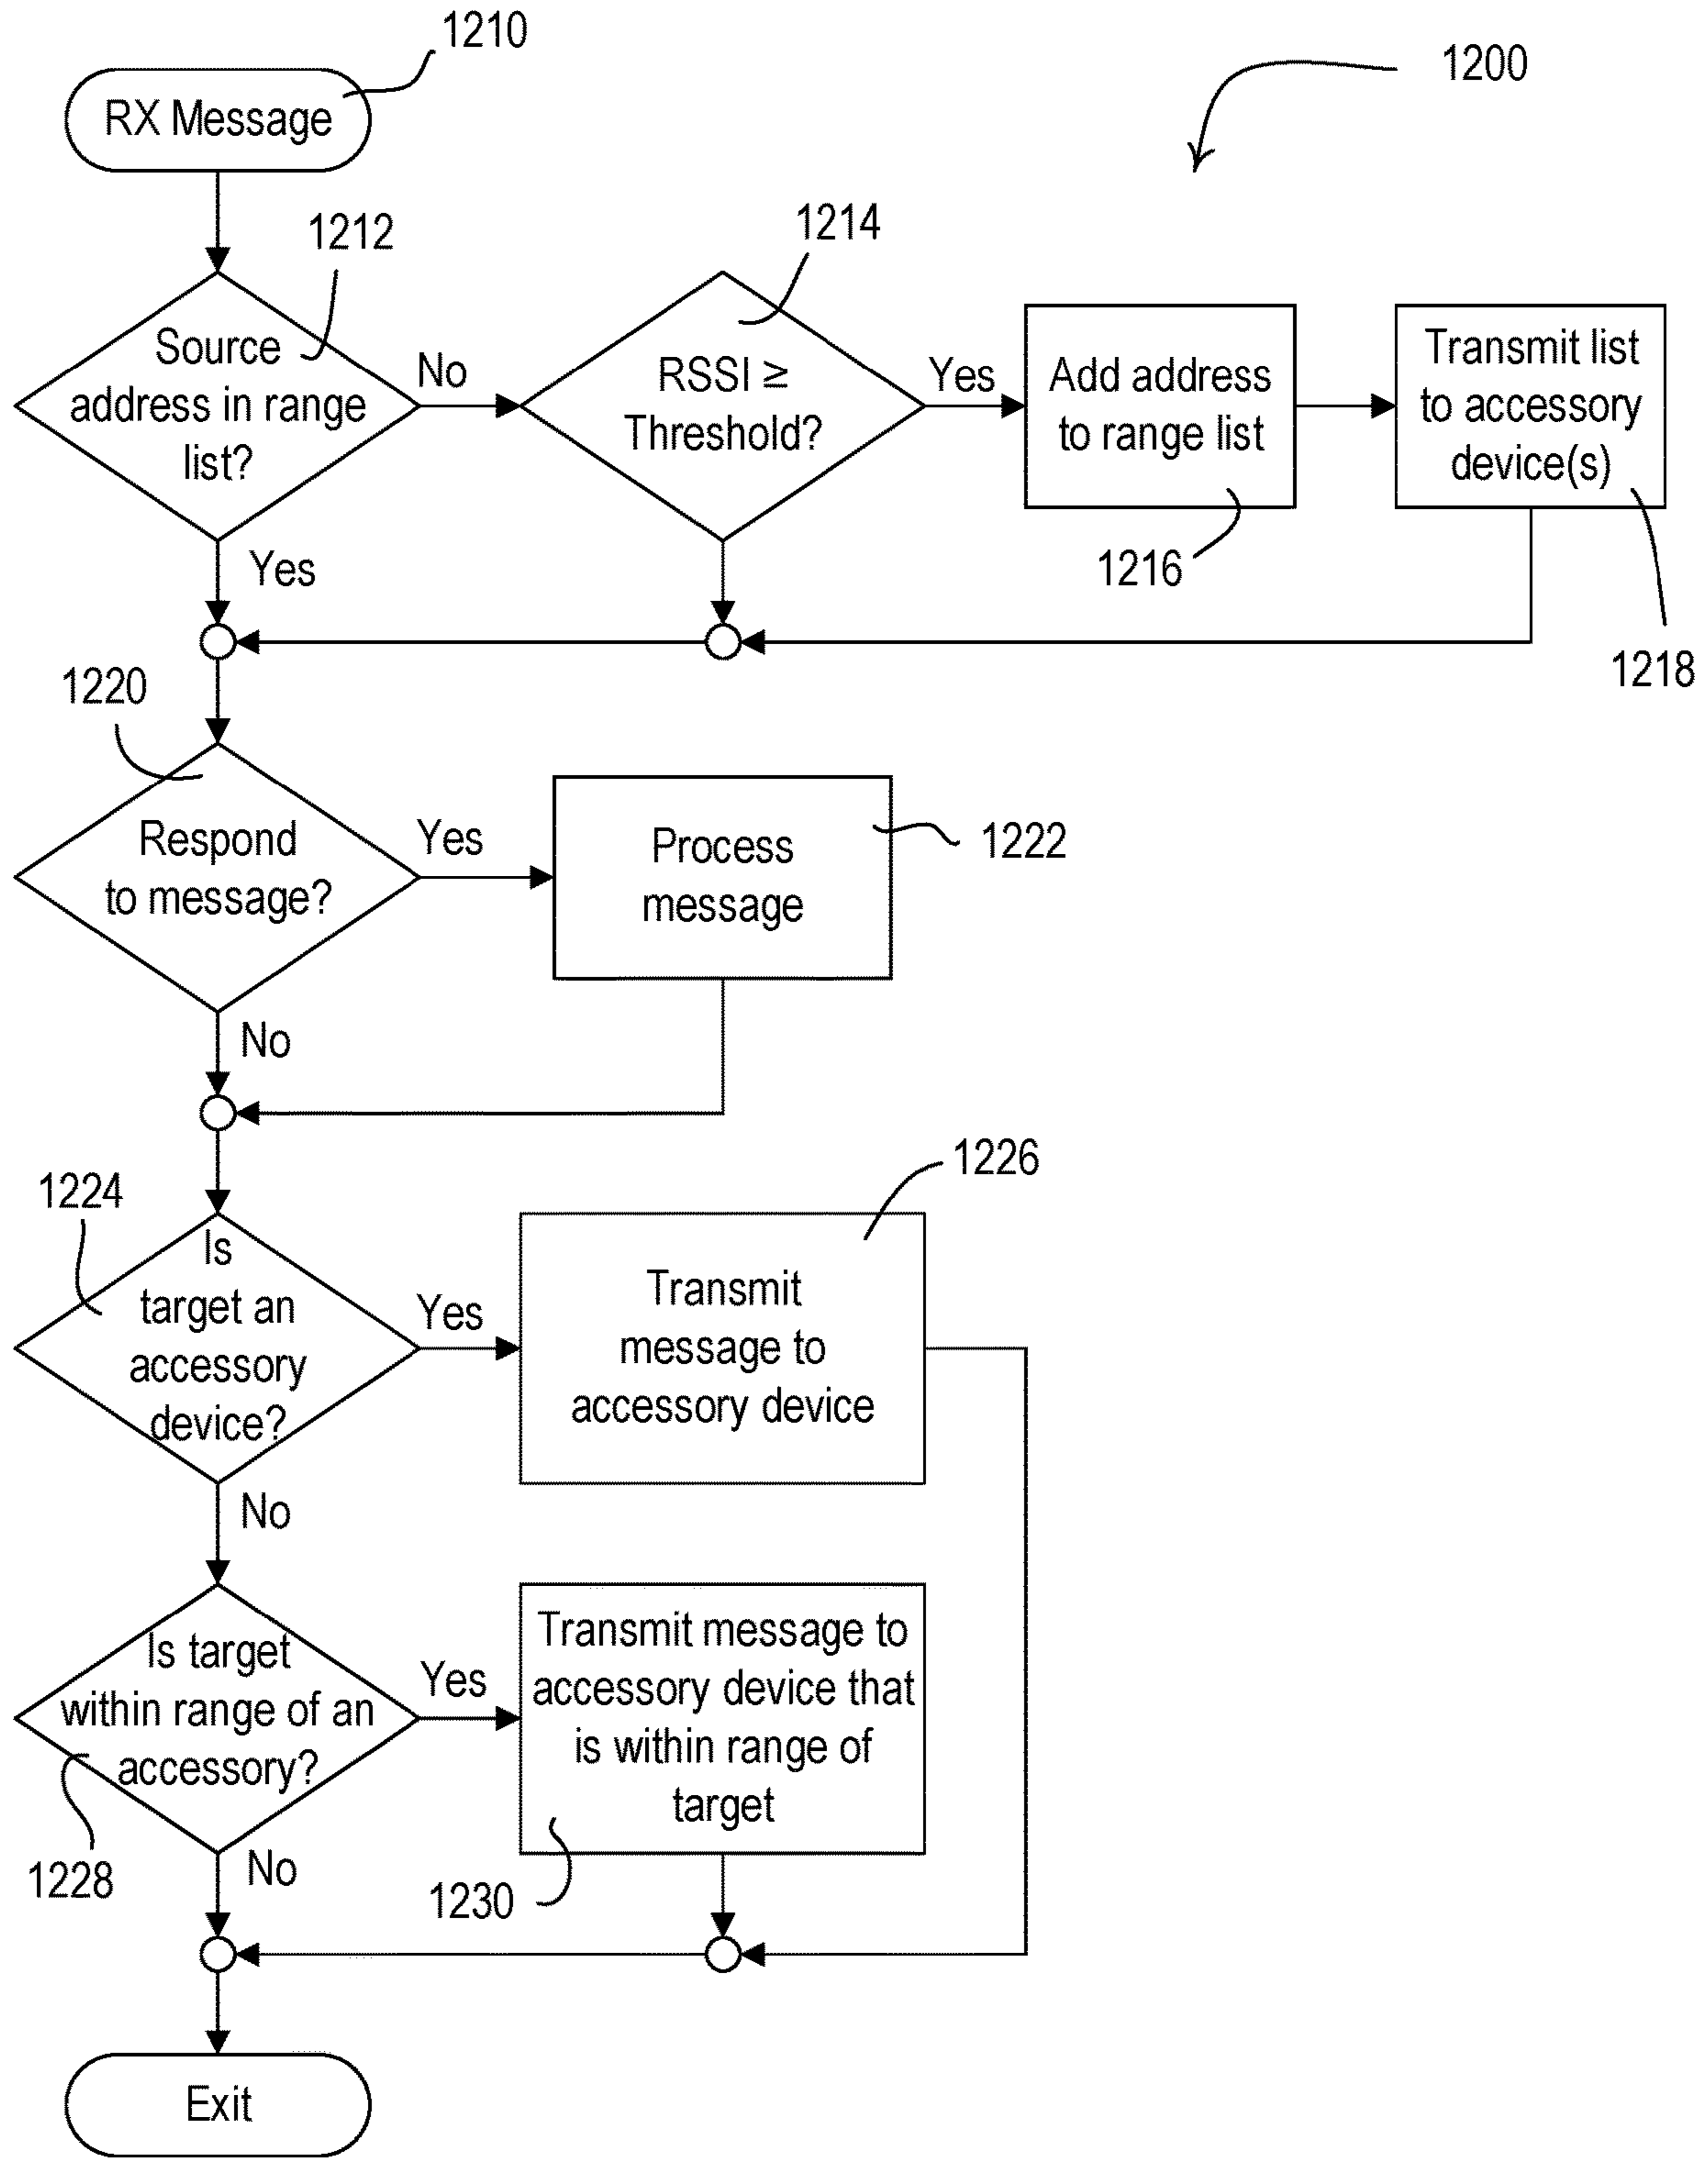 1210
1200
RX Message
1212
1214
Source
address in range
list?
No
RSSI ≥
Threshold?
Yes
Add address
to range list
Transmit list
to accessory
device(s)
Yes
1216
1218
1220
Respond
to message?
Yes
Process
message
1222
No
1224
1226
Is
target an
accessory
device?
Yes
Transmit
message to
accessory device
No
Is target
within range of an
accessory?
Yes
Transmit message to
accessory device that
is within range of
target
1228
No
1230
Exit